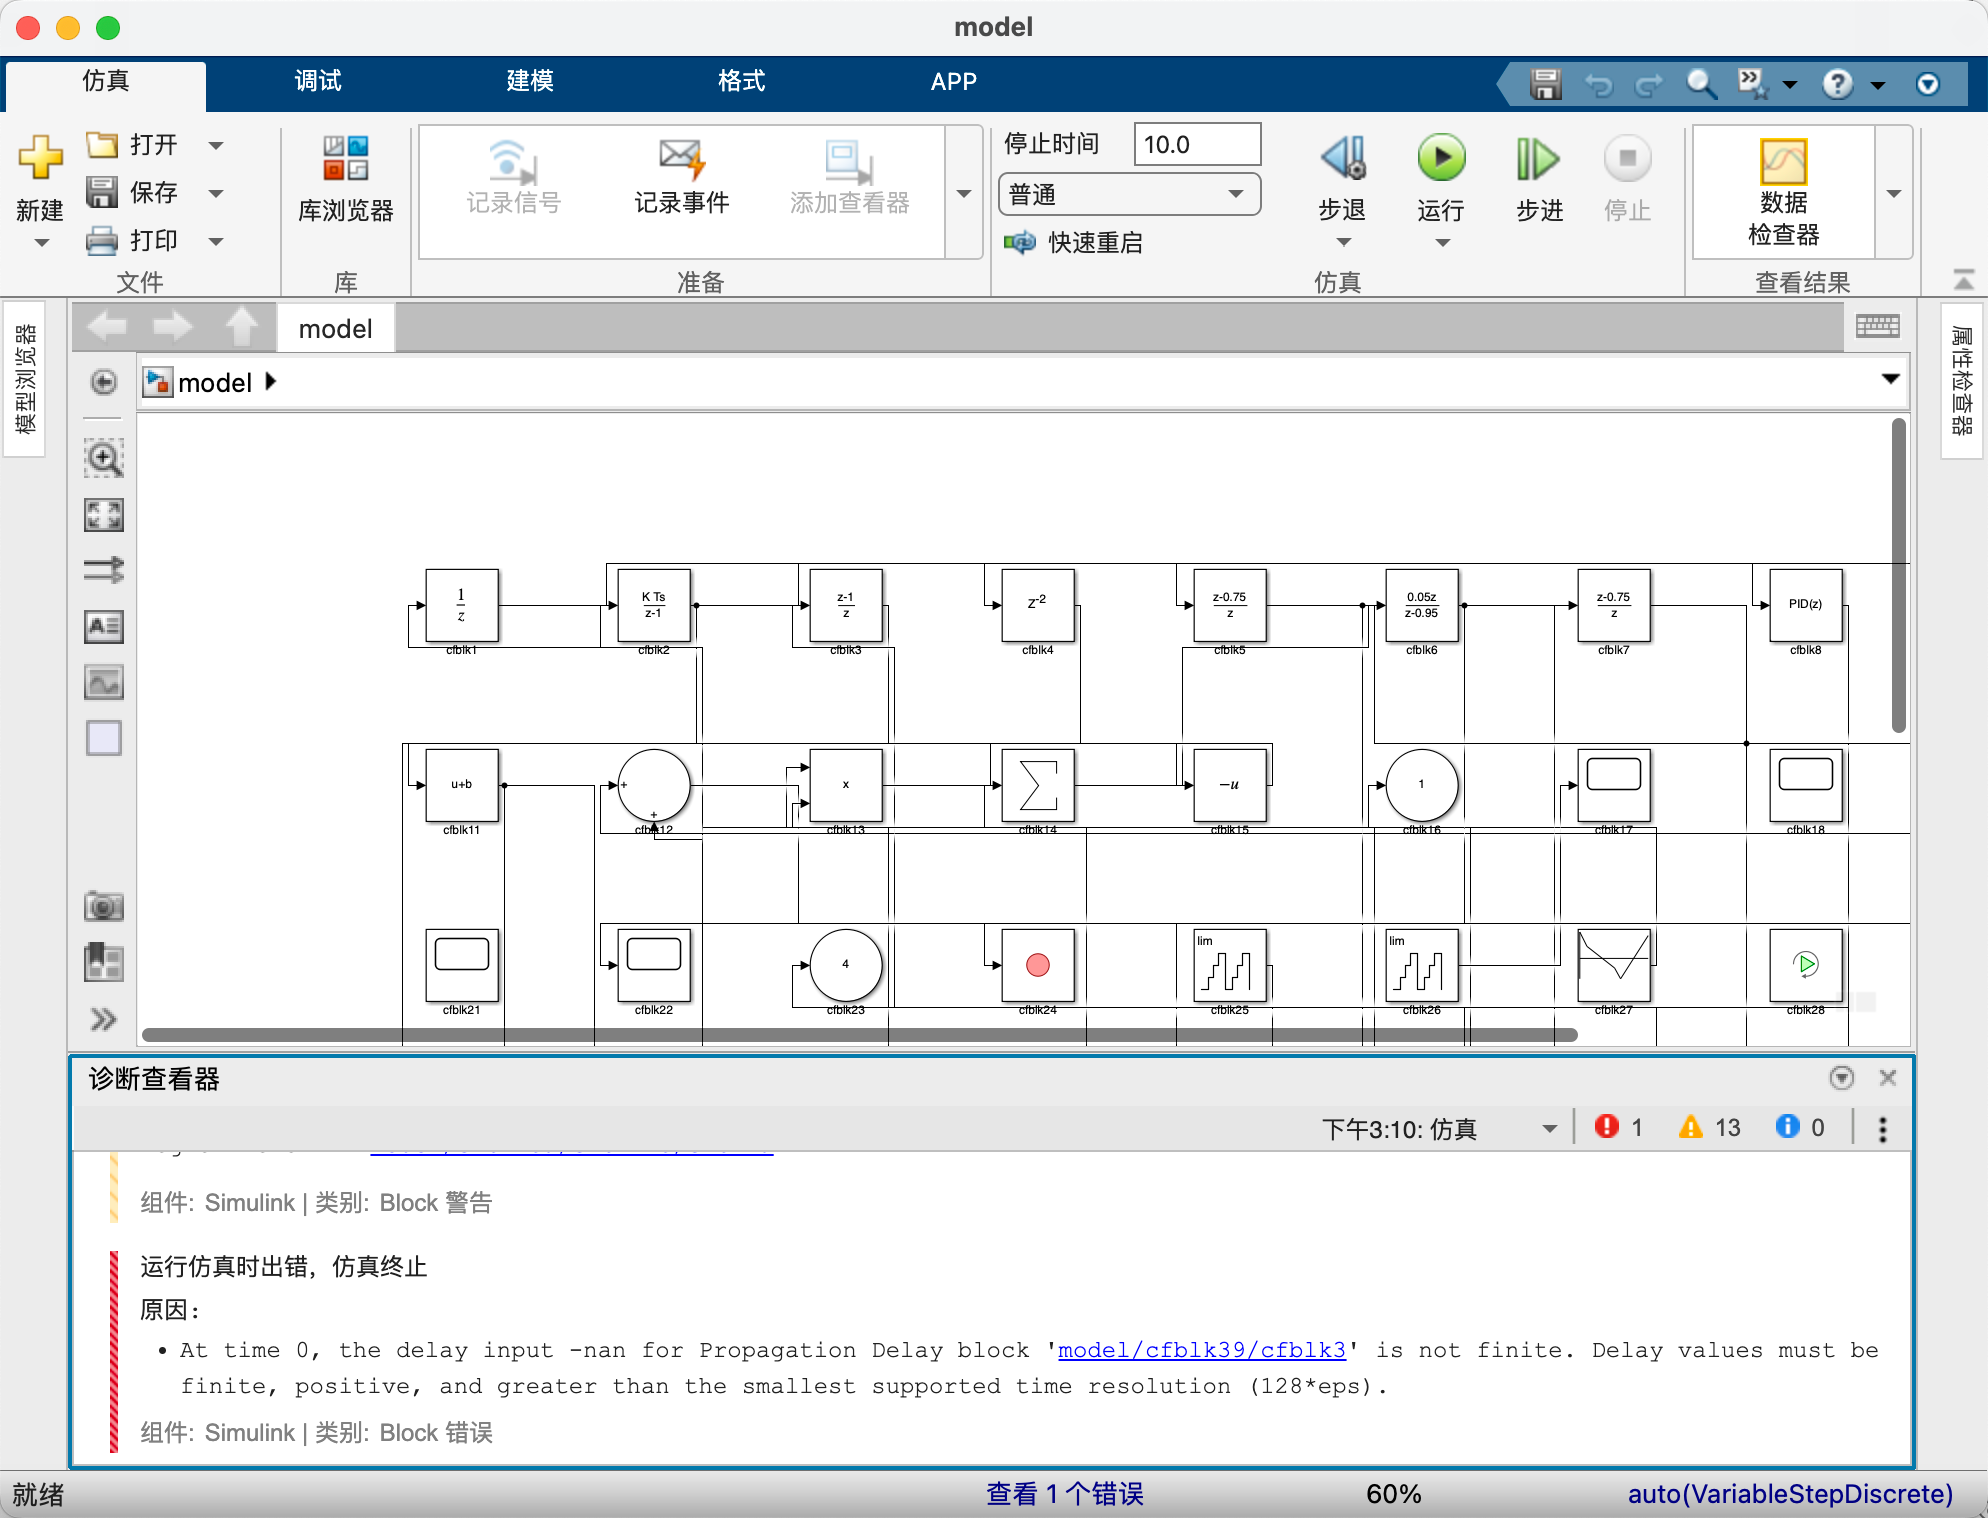 model
仿真
调试
建模
格式
APP
新建
打开
保存
打印
文件
库浏览器
库
记录信号
记录事件
添加查看器
准备
停止时间
10.0
普通
快速重启
步退
运行
步进
停止
仿真
数据
检查器
查看结果
模型浏览器
属性检查器
model
model
1
z
cfblk1
K Ts
z-1
cfblk2
z-1
z
cfblk3
Z-2
cfblk4
z-0.75
z
cfblk5
0.05z
z-0.95
cfblk6
z-0.75
z
cfblk7
PID(z)
cfblk8
u+b
cfblk11
+
+
cfblk12
x
cfblk13
cfblk14
−u
cfblk15
1
cfblk16
cfblk17
cfblk18
cfblk21
cfblk22
4
cfblk23
cfblk24
lim
cfblk25
lim
cfblk26
cfblk27
cfblk28
诊断查看器
下午3:10: 仿真
1
13
0
组件: Simulink | 类别: Block 警告
运行仿真时出错，仿真终止
原因:
• At time 0, the delay input -nan for Propagation Delay block 'model/cfblk39/cfblk3' is not finite. Delay values must be
finite, positive, and greater than the smallest supported time resolution (128*eps).
组件: Simulink | 类别: Block 错误
就绪
查看 1 个错误
60%
auto(VariableStepDiscrete)